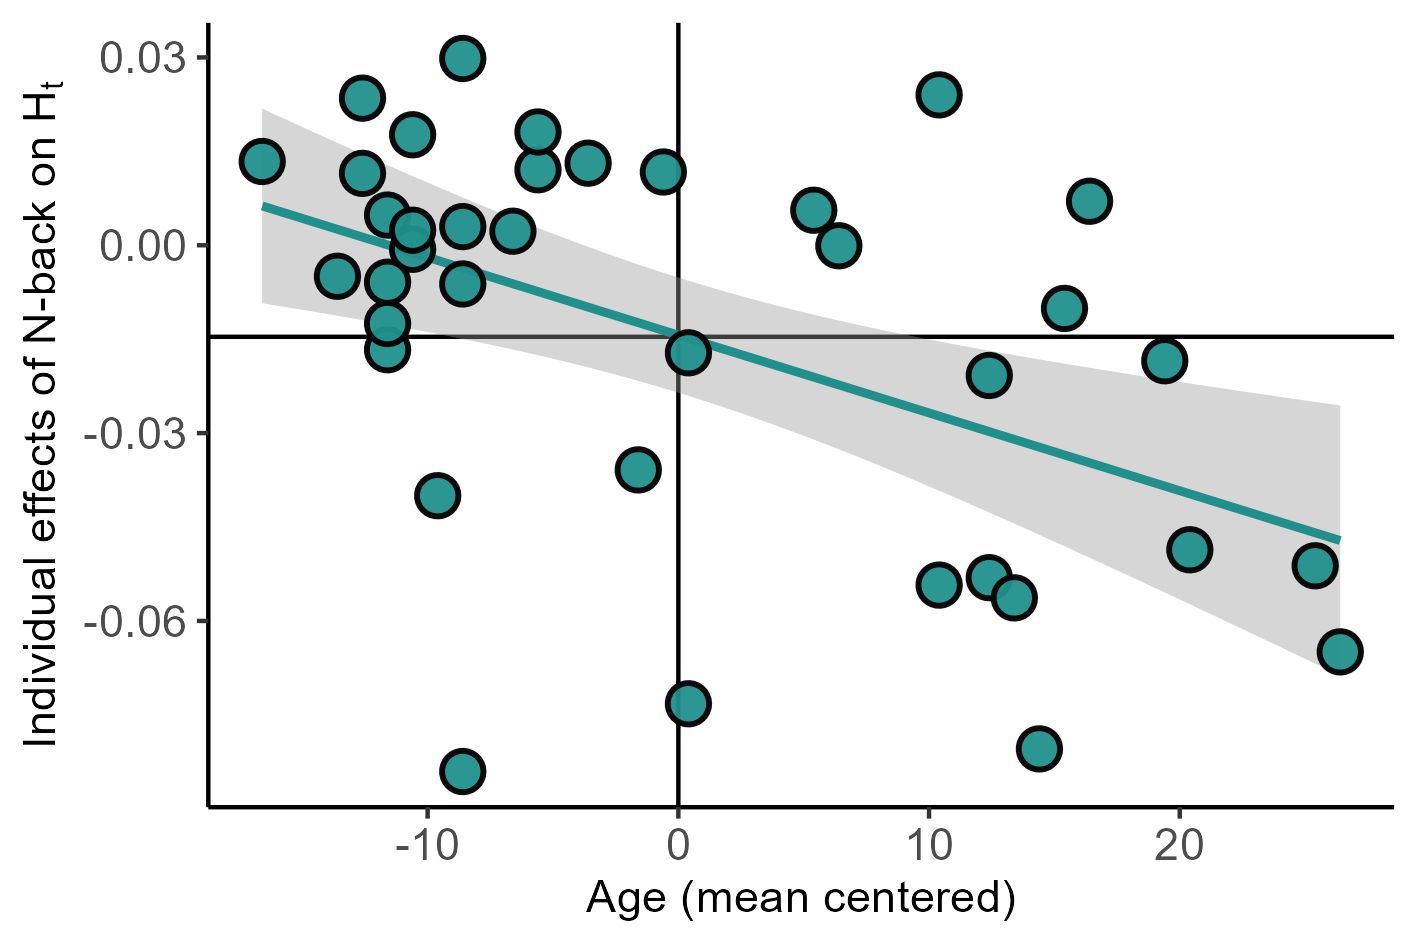 Individual effects of N-back on Ht
0.03
0.00
-0.03
-0.06
-10 0 10 20
Age (mean centered)